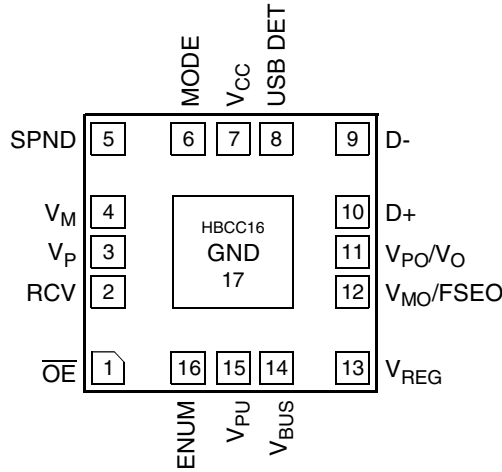 MODE
VCC
USB DET
SPND 5 6 7 8 9 D-
VM 4 HBCC16 10 D+
VP 3 GND 11 VPO/VO
RCV 2 17 12 VMO/FSEO
OE 1 16 15 14 13 VREG
ENUM
VPU
VBUS